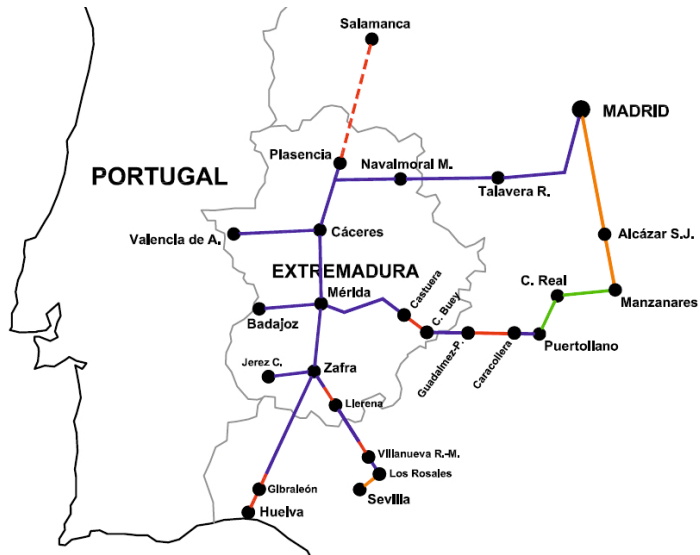 Salamanca
MADRID
Plasencia
Navalmoral M.
PORTUGAL
Talavera R.
Valencia de A.
Cáceres
Alcázar S.J.
EXTREMADURA
C. Real
Castuera
Mérida
Manzanares
C. Buey
Badajoz
Puertollano
Guadalmez-P.
Caracollera
Jerez C.
Zafra
Llerena
Villanueva R.-M.
Los Rosales
Gibraleón
Sevilla
Huelva